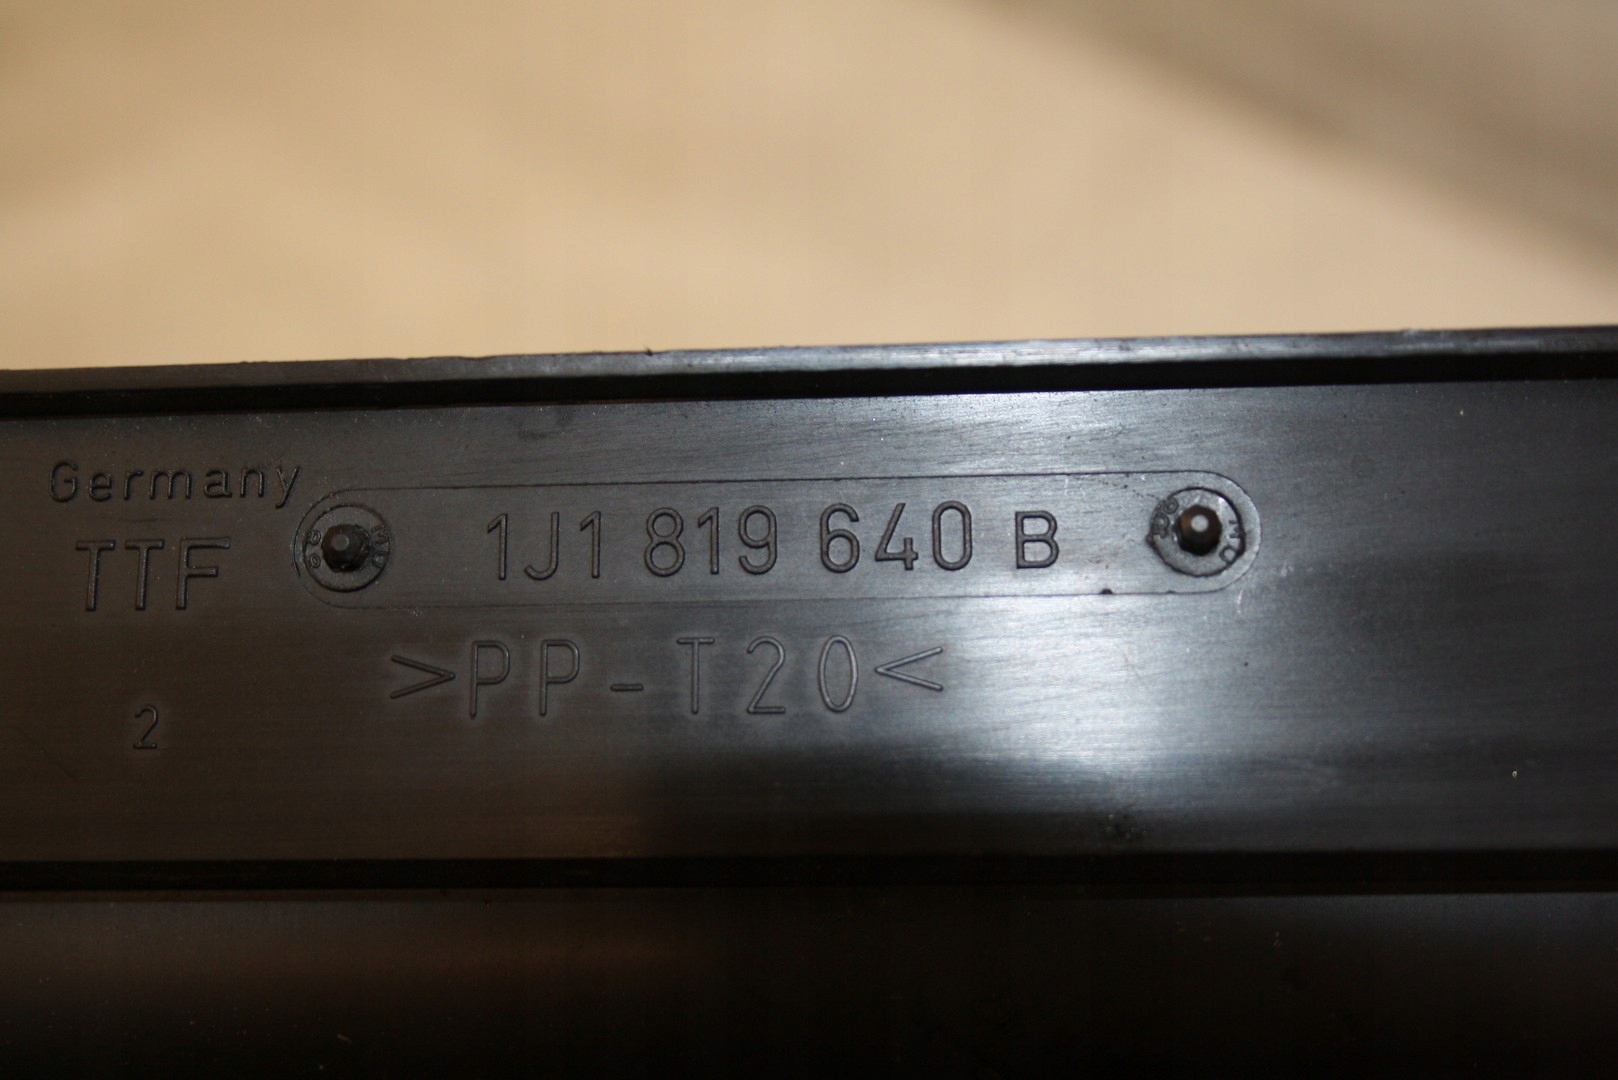 Germany
TTF
1J1 819 640 B
>PP-T20<
2